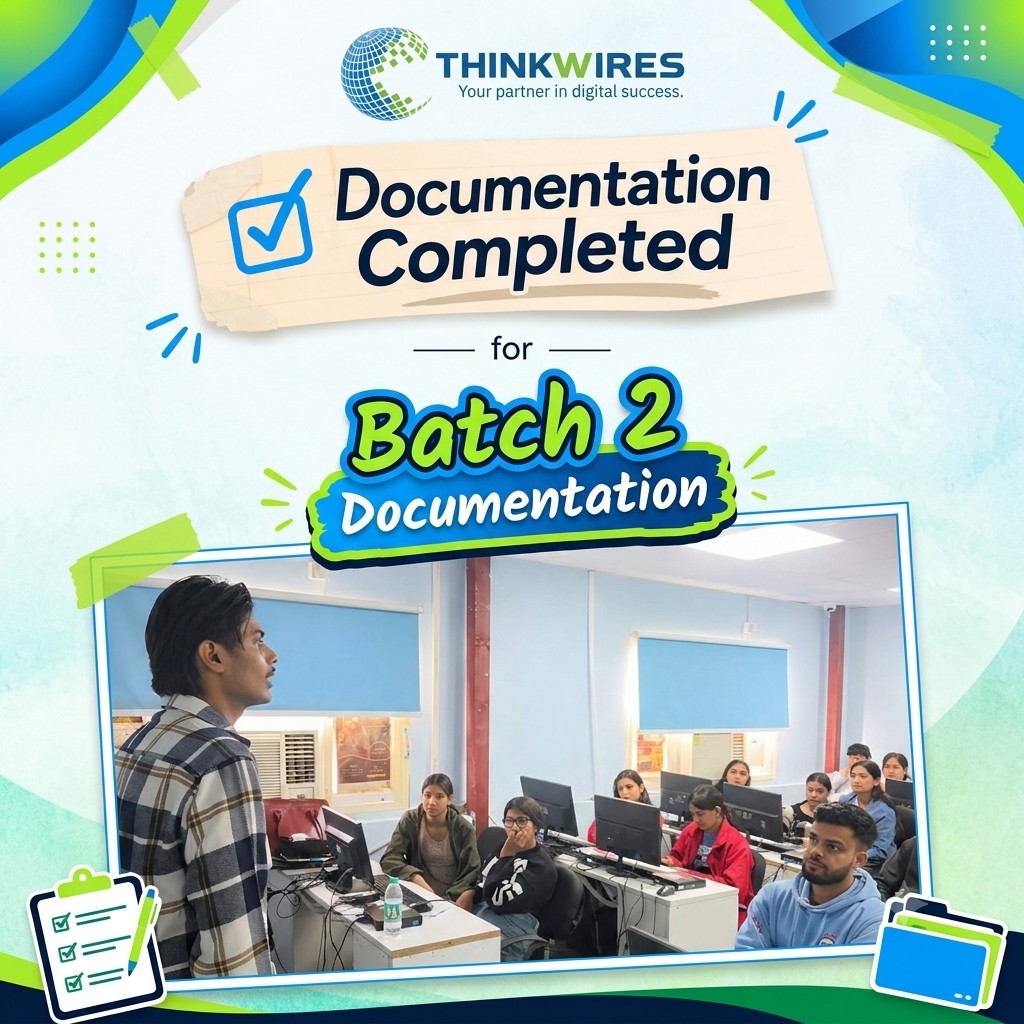 THINKWIRES
Your partner in digital success.
Documentation
Completed
for
Batch 2
Documentation